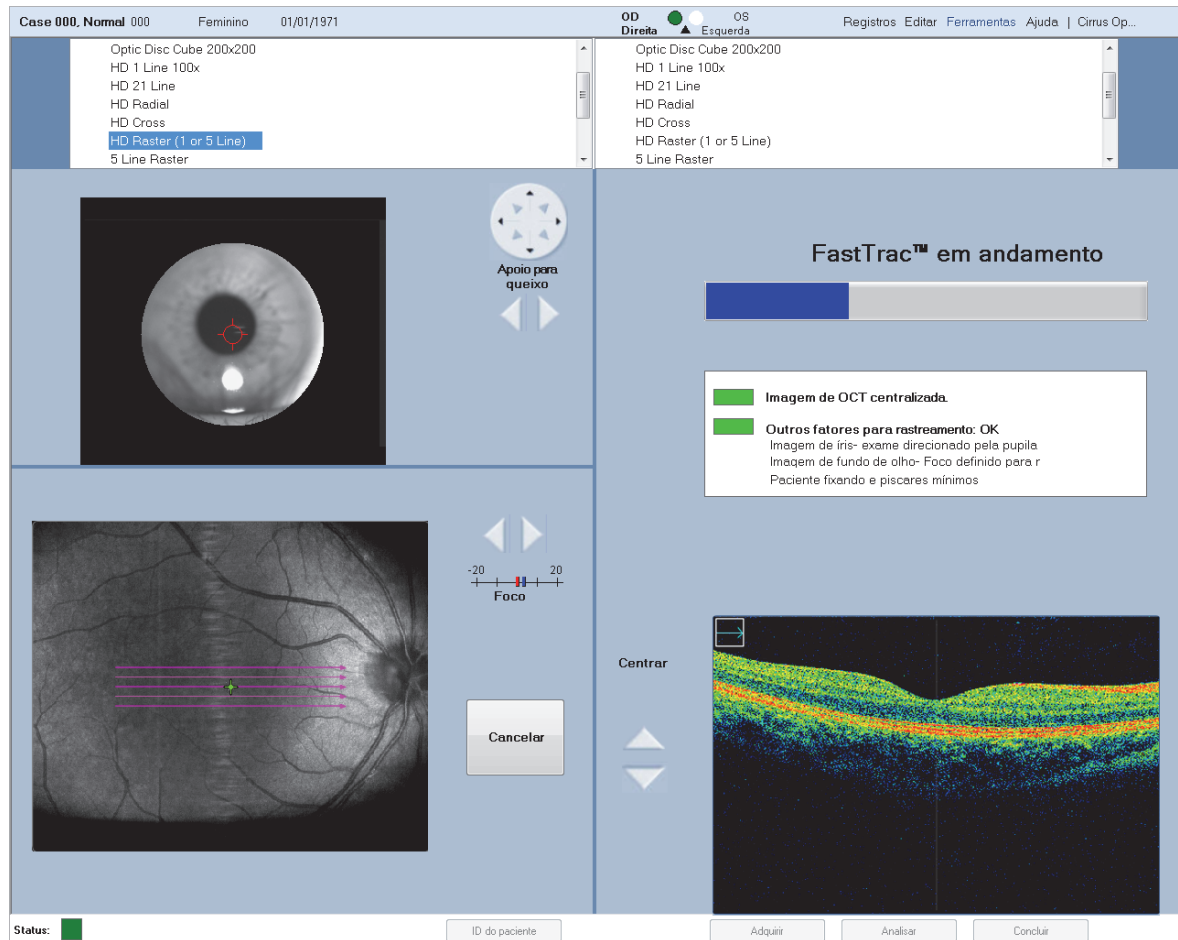 Case 000, Normal 000 Feminino 01/01/1971
OD OS
Direita Esquerda
Registros Editar Ferramentas Ajuda | Cirrus Op...
Optic Disc Cube 200x200
HD 1 Line 100x
HD 21 Line
HD Radial
HD Cross
HD Raster (1 or 5 Line)
5 Line Raster
Optic Disc Cube 200x200
HD 1 Line 100x
HD 21 Line
HD Radial
HD Cross
HD Raster (1 or 5 Line)
5 Line Raster
Apoio para
queixo
FastTrac™ em andamento
Imagem de OCT centralizada.
Outros fatores para rastreamento: OK
Imagem de íris- exame direcionado pela pupila
Imagem de fundo de olho- Foco definido para r
Paciente fixando e piscares mínimos
-20 20
Foco
Cancelar
Centrar
Status:
ID do paciente
Adquirir
Analisar
Concluir